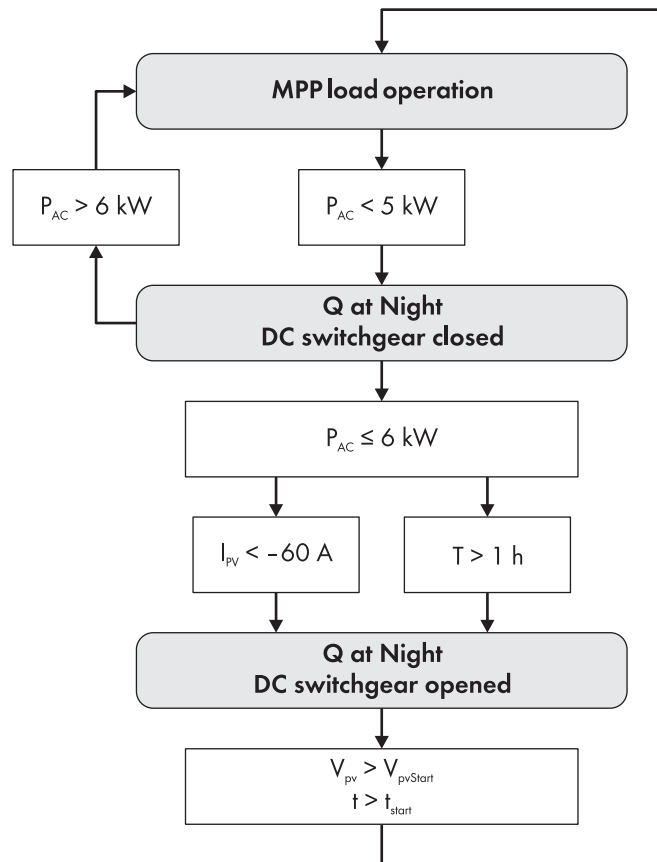 MPP load operation
P_AC > 6 kW
P_AC < 5 kW
Q at Night
DC switchgear closed
P_AC ≤ 6 kW
I_PV < −60 A
T > 1 h
Q at Night
DC switchgear opened
V_pv > V_pvStart
t > t_start